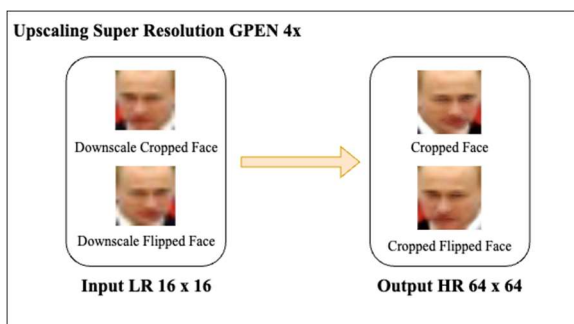 Upscaling Super Resolution GPEN 4x
Downscale Cropped Face
Downscale Flipped Face
Input LR 16 x 16
Cropped Face
Cropped Flipped Face
Output HR 64 x 64